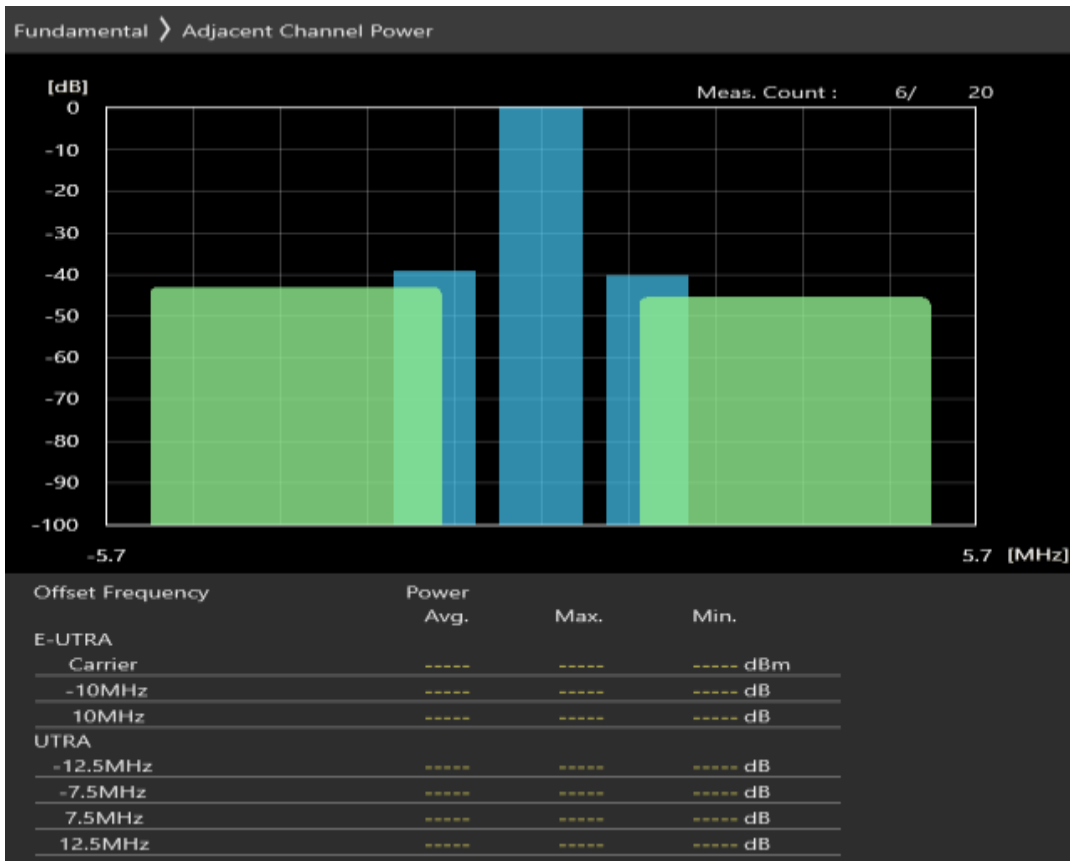 Fundamental ❯ Adjacent Channel Power
[dB]
Meas. Count : 6/ 20
0
-10
-20
-30
-40
-50
-60
-70
-80
-90
-100
-5.7 5.7 [MHz]
Offset Frequency Power
Avg. Max. Min.
E-UTRA
Carrier ----- ----- ----- dBm
-10MHz ----- ----- ----- dB
10MHz ----- ----- ----- dB
UTRA
-12.5MHz ----- ----- ----- dB
-7.5MHz ----- ----- ----- dB
7.5MHz ----- ----- ----- dB
12.5MHz ----- ----- ----- dB